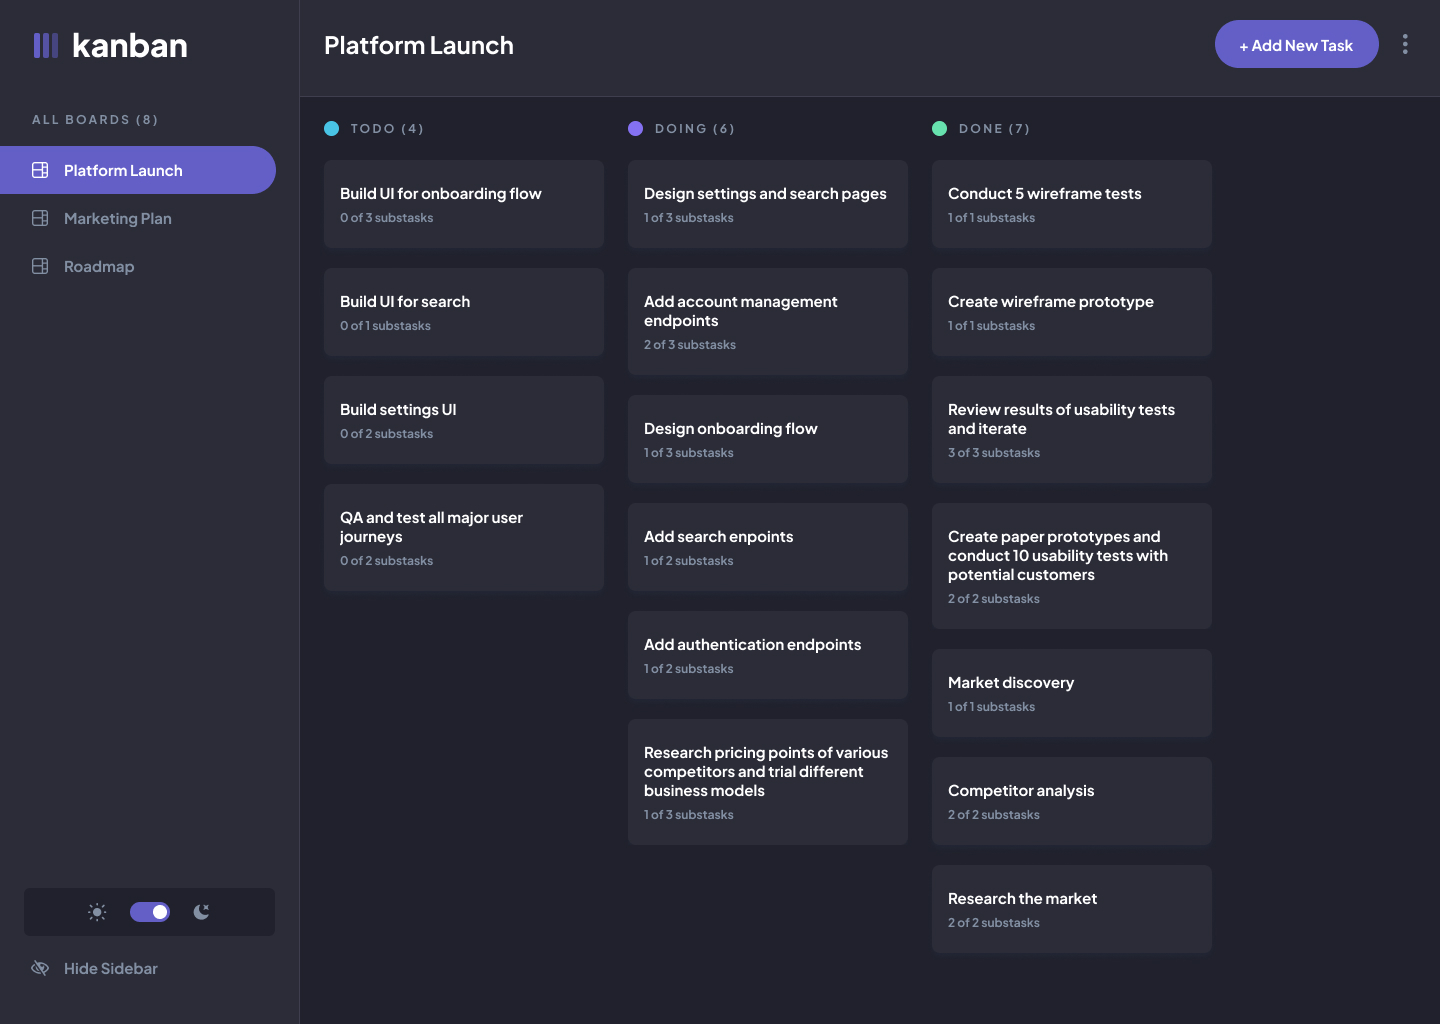 kanban
ALL BOARDS (8)
Platform Launch
Marketing Plan
Roadmap
Hide Sidebar
Platform Launch
+ Add New Task
TODO (4)
Build UI for onboarding flow
0 of 3 substasks
Build UI for search
0 of 1 substasks
Build settings UI
0 of 2 substasks
QA and test all major user
journeys
0 of 2 substasks
DOING (6)
Design settings and search pages
1 of 3 substasks
Add account management
endpoints
2 of 3 substasks
Design onboarding flow
1 of 3 substasks
Add search enpoints
1 of 2 substasks
Add authentication endpoints
1 of 2 substasks
Research pricing points of various
competitors and trial different
business models
1 of 3 substasks
DONE (7)
Conduct 5 wireframe tests
1 of 1 substasks
Create wireframe prototype
1 of 1 substasks
Review results of usability tests
and iterate
3 of 3 substasks
Create paper prototypes and
conduct 10 usability tests with
potential customers
2 of 2 substasks
Market discovery
1 of 1 substasks
Competitor analysis
2 of 2 substasks
Research the market
2 of 2 substasks